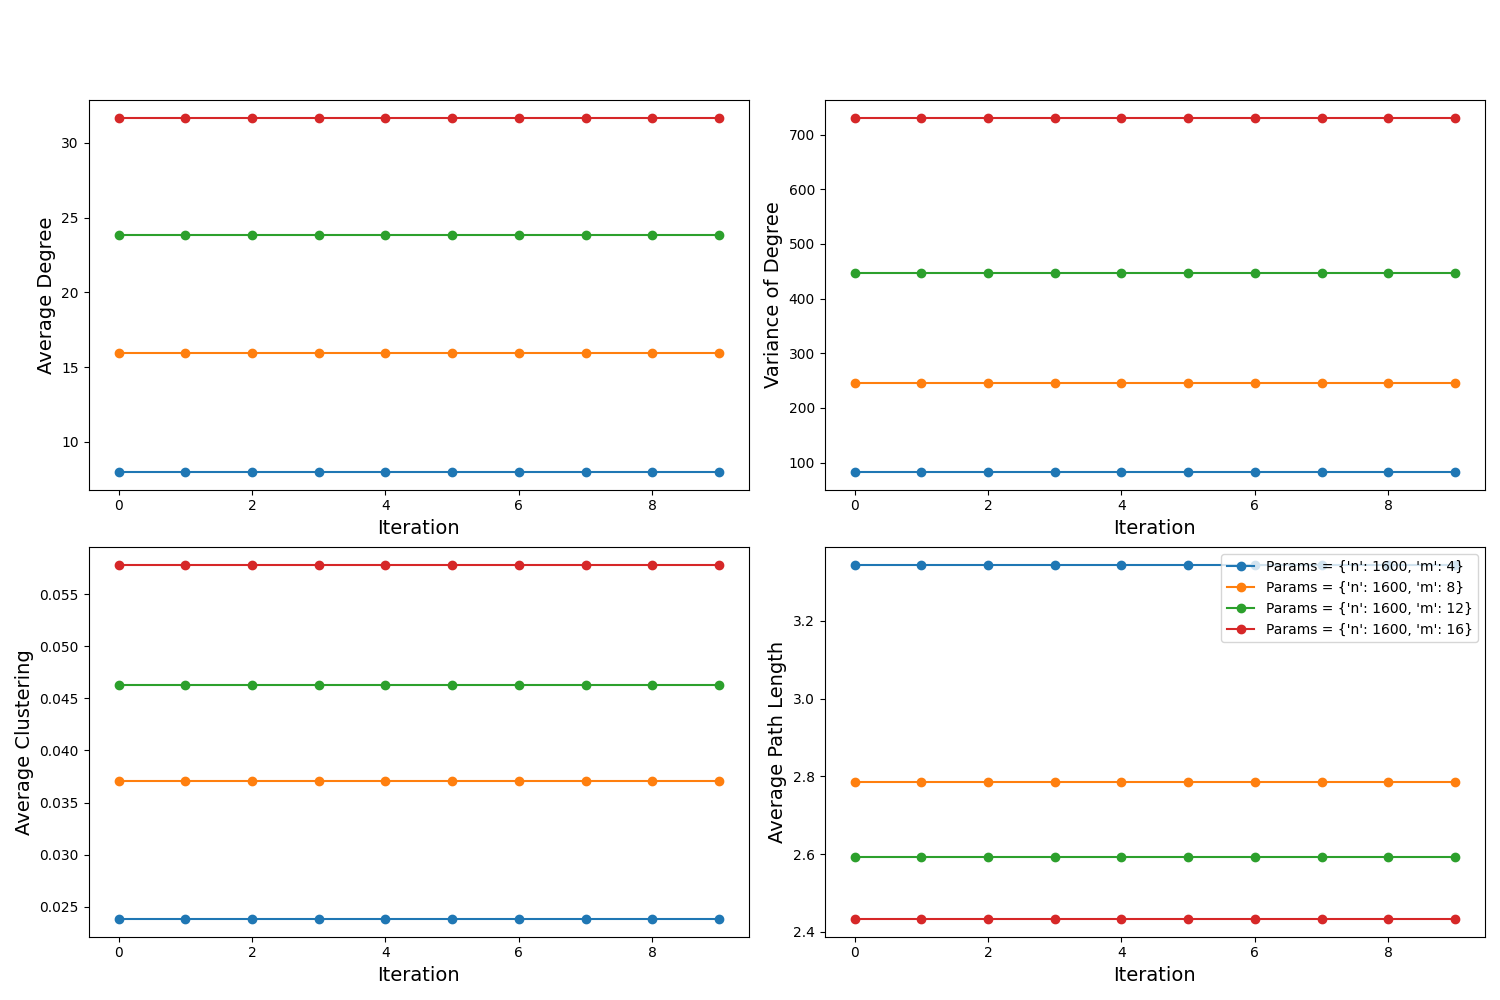 30
25
20
15
10
Average Degree
0 2 4 6 8
Iteration
700
600
500
400
300
200
100
Variance of Degree
0 2 4 6 8
Iteration
0.055
0.050
0.045
0.040
0.035
0.030
0.025
Average Clustering
0 2 4 6 8
Iteration
3.2
3.0
2.8
2.6
2.4
Average Path Length
0 2 4 6 8
Iteration
Params = {'n': 1600, 'm': 4}
Params = {'n': 1600, 'm': 8}
Params = {'n': 1600, 'm': 12}
Params = {'n': 1600, 'm': 16}